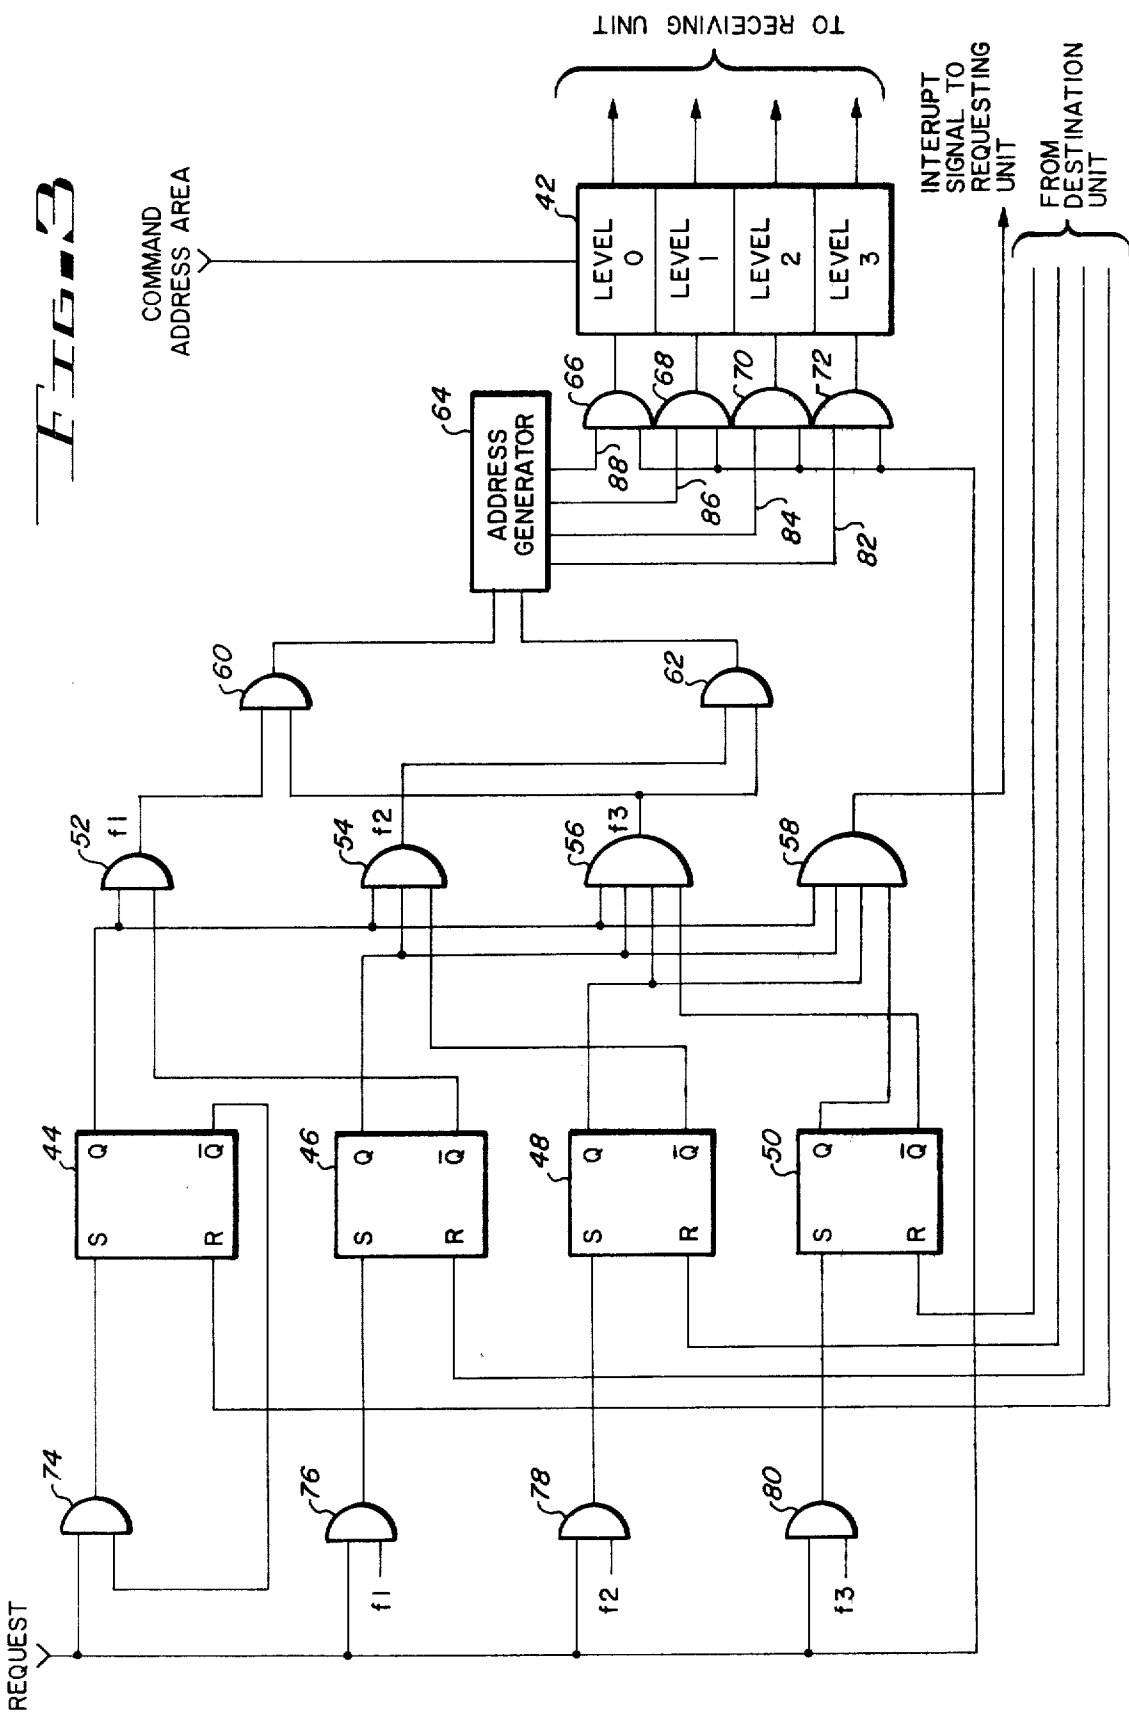 FIG-3
REQUEST
COMMAND
ADDRESS AREA
74
76
f1
78
f2
80
f3
44
S
Q
R
Q̅
46
S
Q
R
Q̅
48
S
Q
R
Q̅
50
S
Q
R
Q̅
52
f1
54
f2
56
f3
58
60
62
64
ADDRESS
GENERATOR
88
86
84
82
66
68
70
72
42
LEVEL
0
LEVEL
1
LEVEL
2
LEVEL
3
TO RECEIVING UNIT
INTERUPT
SIGNAL TO
REQUESTING
UNIT
FROM
DESTINATION
UNIT